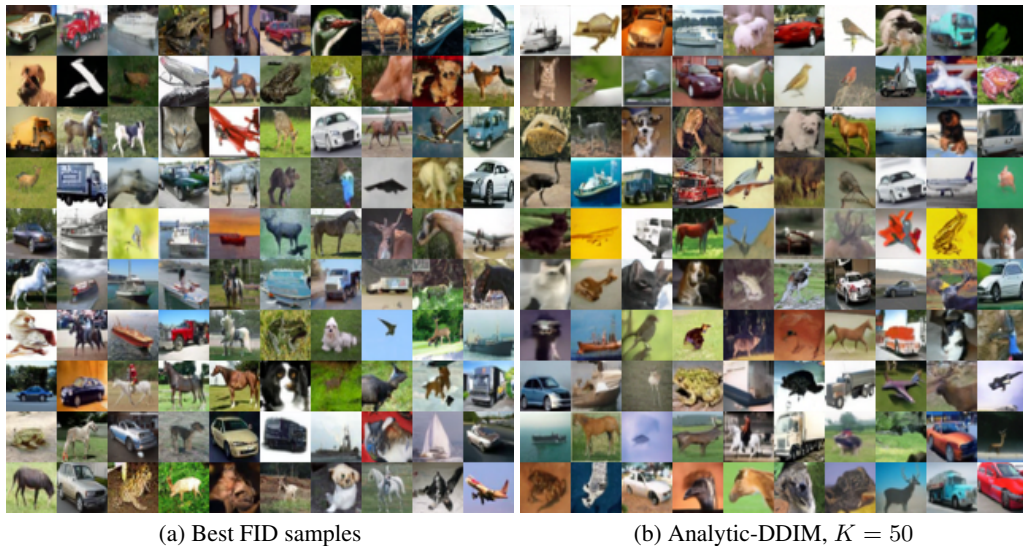 (a) Best FID samples
(b) Analytic-DDIM, K = 50